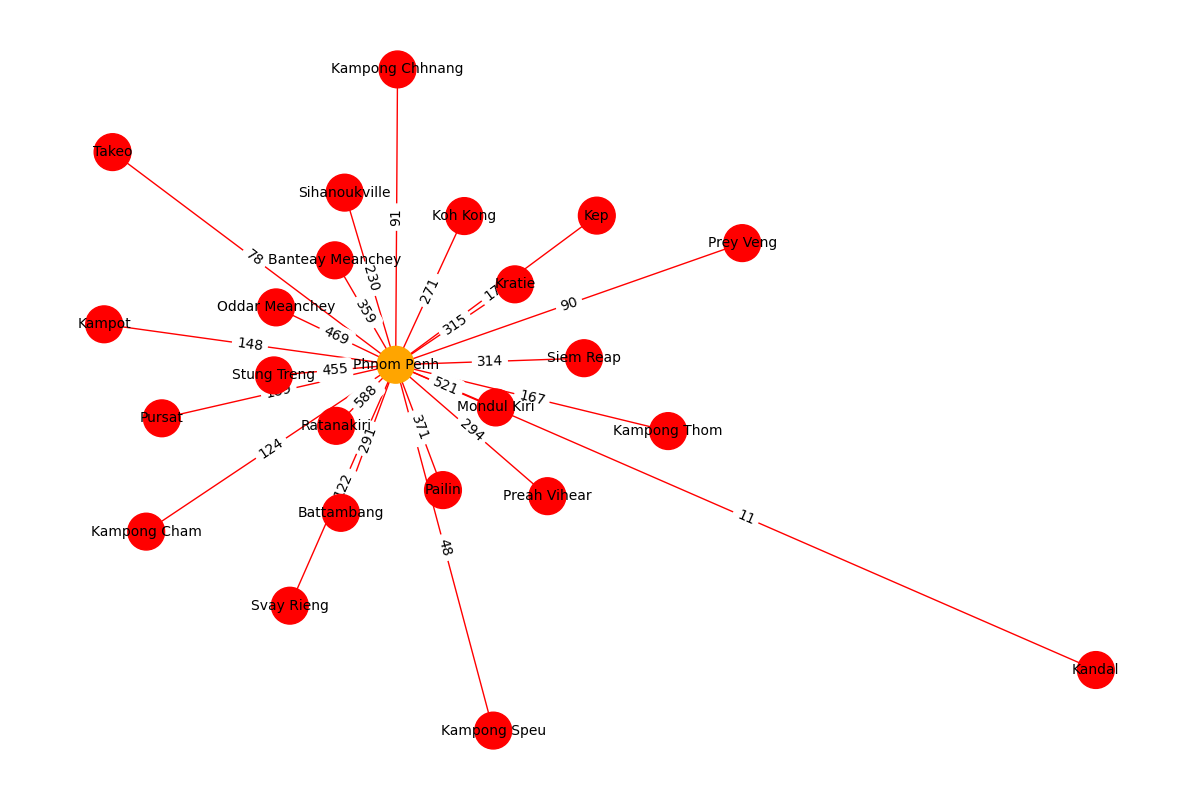 Kampong Chhnang
Takeo
Sihanoukville
Koh Kong
Kep
91
Prey Veng
78
Banteay Meanchey
230
Kratie
271
Oddar Meanchey
359
90
Kampot
315
469
148
Phnom Penh
314
Siem Reap
Stung Treng
455
521
588
167
Mondul Kiri
Pursat
Ratanakiri
371
294
Kampong Thom
291
124
122
Pailin
Preah Vihear
Battambang
11
Kampong Cham
48
Svay Rieng
Kandal
Kampong Speu